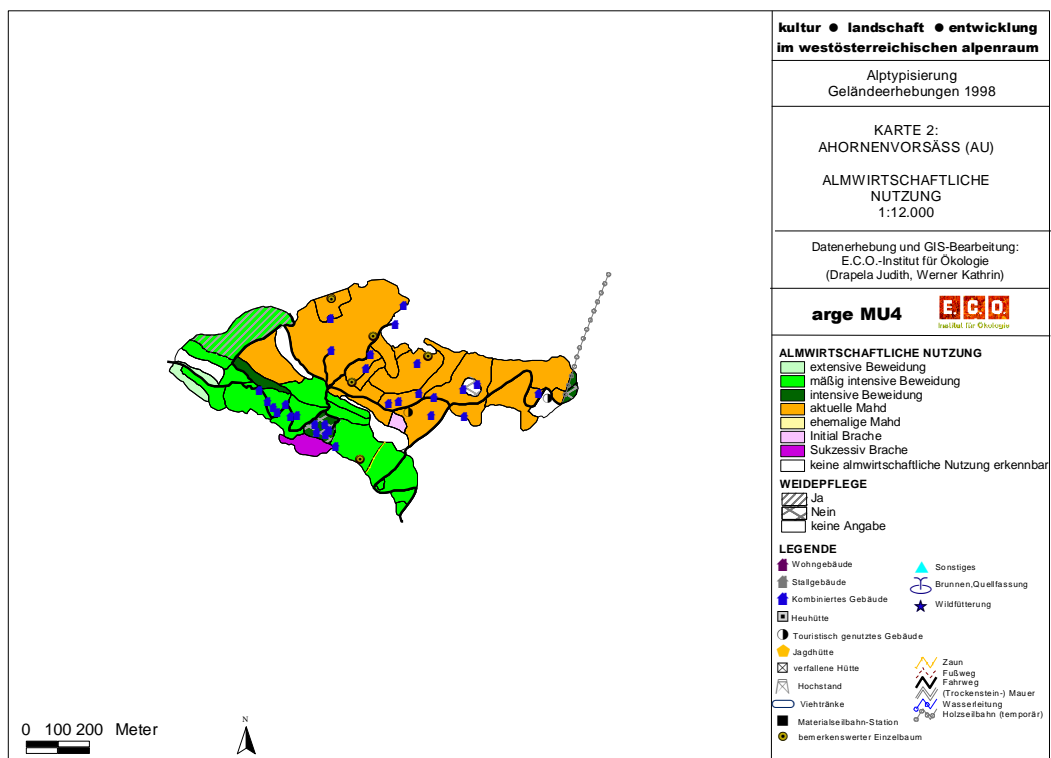 kultur ● landschaft ● entwicklung
im westösterreichischen alpenraum
Alptypisierung
Geländeerhebungen 1998
KARTE 2:
AHORNENVORSÄSS (AU)
ALMWIRTSCHAFTLICHE
NUTZUNG
1:12.000
Datenerhebung und GIS-Bearbeitung:
E.C.O.-Institut für Ökologie
(Drapela Judith, Werner Kathrin)
arge MU4
E.C.O.
Institut für Ökologie
ALMWIRTSCHAFTLICHE NUTZUNG
extensive Beweidung
mäßig intensive Beweidung
intensive Beweidung
aktuelle Mahd
ehemalige Mahd
Initial Brache
Sukzessiv Brache
keine almwirtschaftliche Nutzung erkennbar
WEIDEPFLEGE
Ja
Nein
keine Angabe
LEGENDE
Wohngebäude
Stallgebäude
Kombiniertes Gebäude
Heuhütte
Touristisch genutztes Gebäude
Jagdhütte
verfallene Hütte
Hochstand
Viehtränke
Materialseilbahn-Station
bemerkenswerter Einzelbaum
Sonstiges
Brunnen,Quellfassung
Wildfütterung
Zaun
Fußweg
Fahrweg
(Trockenstein-) Mauer
Wasserleitung
Holzseilbahn (temporär)
0 100 200 Meter
N